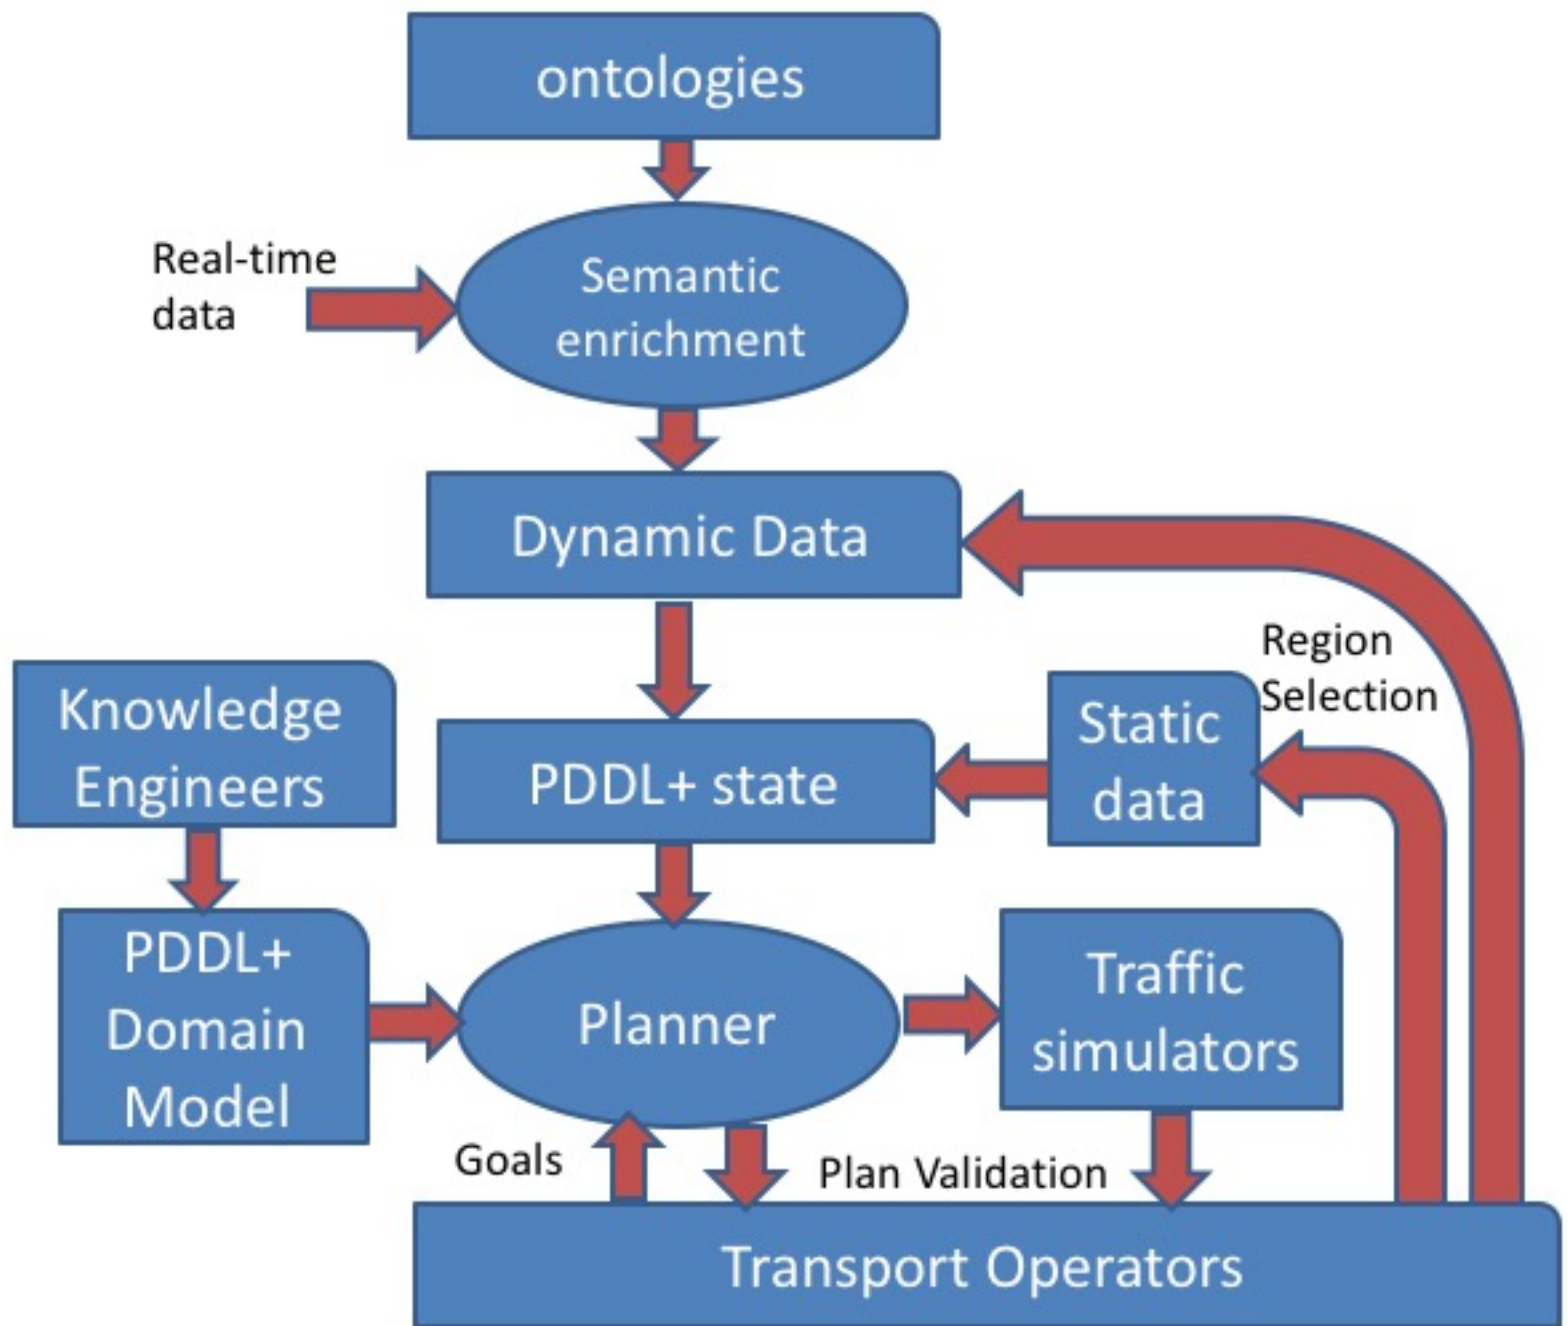 ontologies
Real-time
data
Semantic
enrichment
Dynamic Data
Region
Selection
Knowledge
Engineers
PDDL+ state
Static
data
PDDL+
Domain
Model
Planner
Traffic
simulators
Goals
Plan Validation
Transport Operators